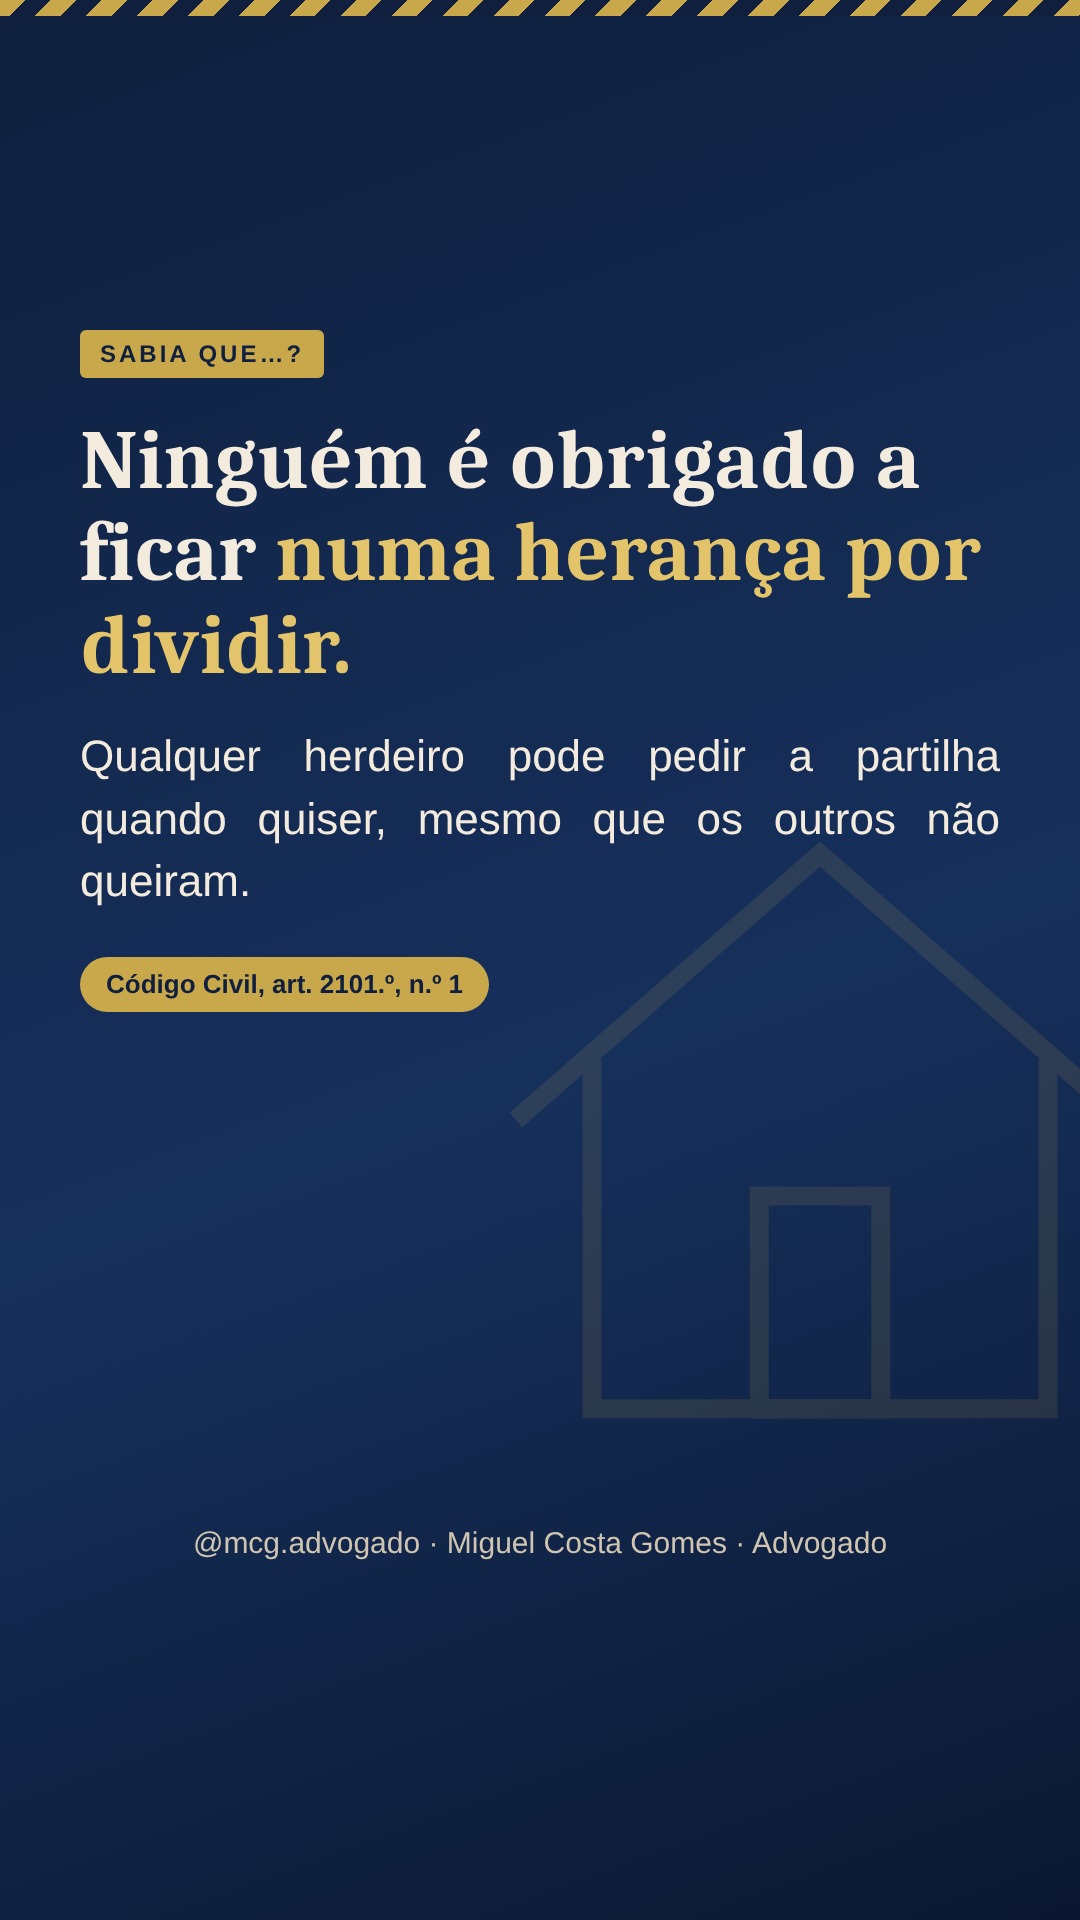 SABIA QUE…?
Ninguém é obrigado a
ficar numa herança por
dividir.
Qualquer herdeiro pode pedir a partilha
quando quiser, mesmo que os outros não
queiram.
Código Civil, art. 2101.º, n.º 1
@mcg.advogado · Miguel Costa Gomes · Advogado